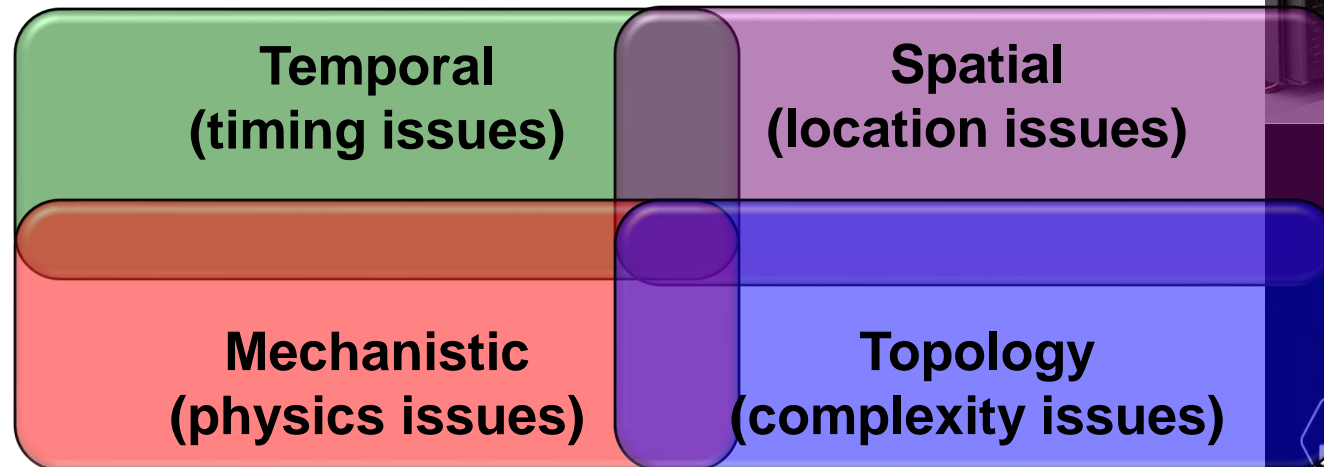 Temporal
(timing issues)
Spatial
(location issues)
Mechanistic
(physics issues)
Topology
(complexity issues)